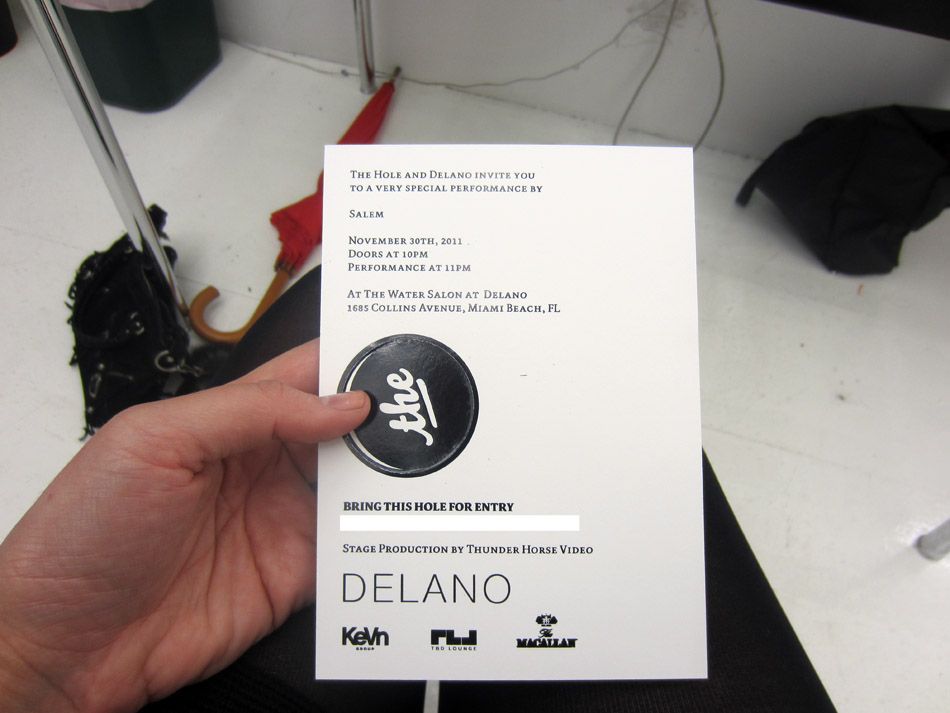 The Hole and Delano invite you
to a very special performance by
Salem
November 30th, 2011
Doors at 10pm
Performance at 11pm
At The Water Salon at Delano
1685 Collins Avenue, Miami Beach, FL
the
Bring this hole for entry
Stage Production by Thunder Horse Video
DELANO
KeVn
TBD LOUNGE
The
MACALLAN